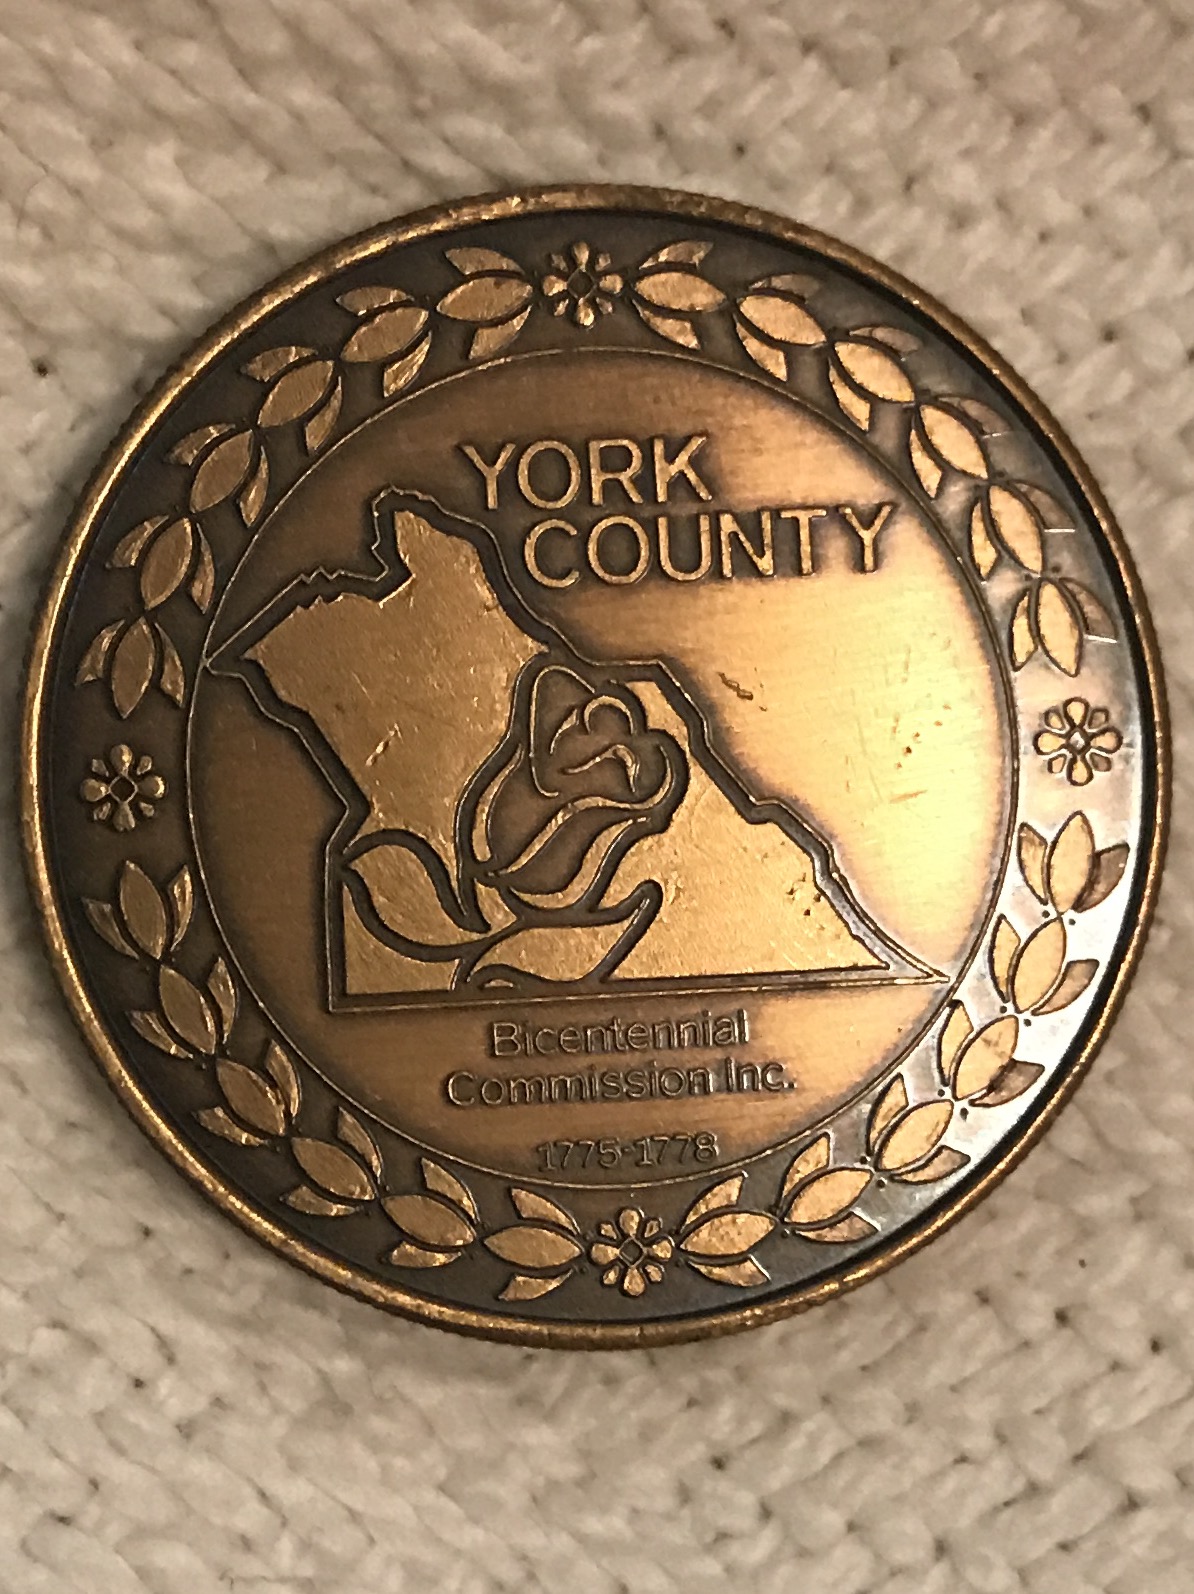 YORK
COUNTY
Bicentennial
Commission Inc.
1775-1778